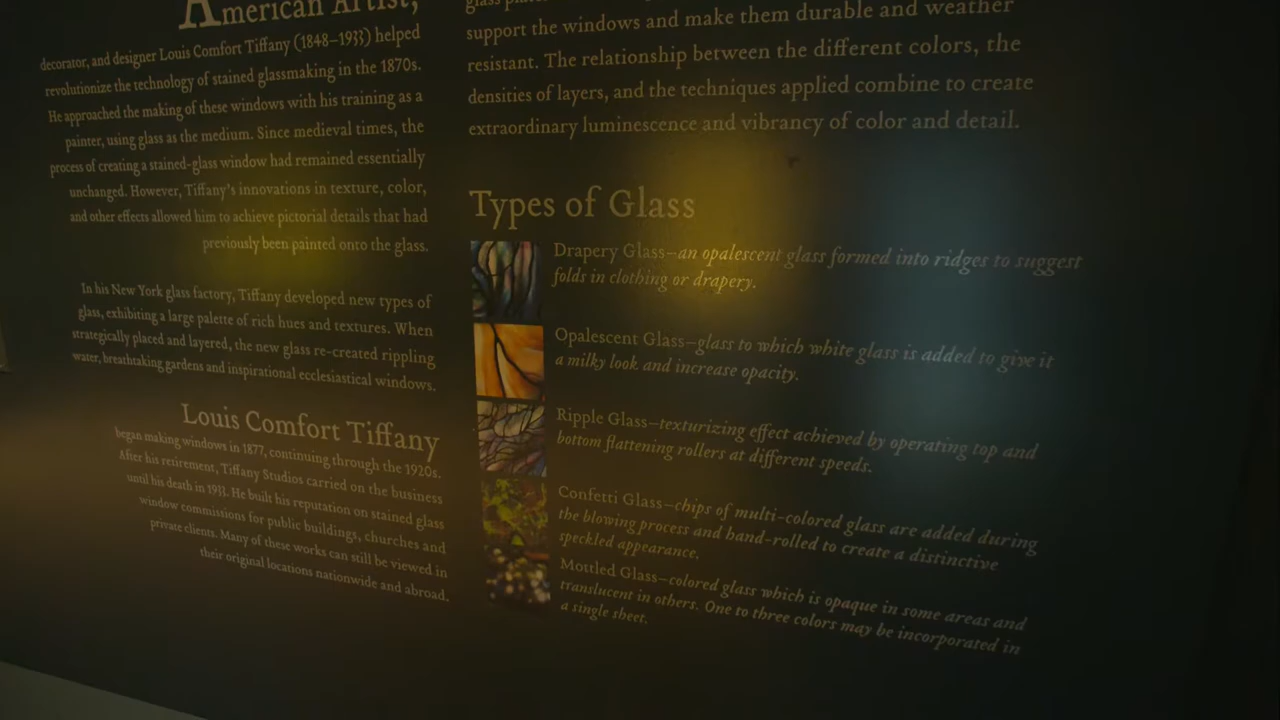 American Artist,
decorator, and designer Louis Comfort Tiffany (1848–1933) helped
revolutionize the technology of stained glassmaking in the 1870s.
He approached the making of these windows with his training as a
painter, using glass as the medium. Since medieval times, the
process of creating a stained-glass window had remained essentially
unchanged. However, Tiffany's innovations in texture, color,
and other effects allowed him to achieve pictorial details that had
previously been painted onto the glass.
In his New York glass factory, Tiffany developed new types of
glass, exhibiting a large palette of rich hues and textures. When
strategically placed and layered, the new glass re-created rippling
water, breathtaking gardens and inspirational ecclesiastical windows.
Louis Comfort Tiffany
began making windows in 1877, continuing through the 1920s.
After his retirement, Tiffany Studios carried on the business
until his death in 1933. He built his reputation on stained glass
window commissions for public buildings, churches and
private clients. Many of these works can still be viewed in
their original locations nationwide and abroad.
glass
support the windows and make them durable and weather
resistant. The relationship between the different colors, the
densities of layers, and the techniques applied combine to create
extraordinary luminescence and vibrancy of color and detail.
Types of Glass
Drapery Glass–an opalescent glass formed into ridges to suggest
folds in clothing or drapery.
Opalescent Glass–glass to which white glass is added to give it
a milky look and increase opacity.
Ripple Glass–texturizing effect achieved by operating top and
bottom flattening rollers at different speeds.
Confetti Glass–chips of multi-colored glass are added during
the blowing process and hand-rolled to create a distinctive
speckled appearance.
Mottled Glass–colored glass which is opaque in some areas and
translucent in others. One to three colors may be incorporated in
a single sheet.